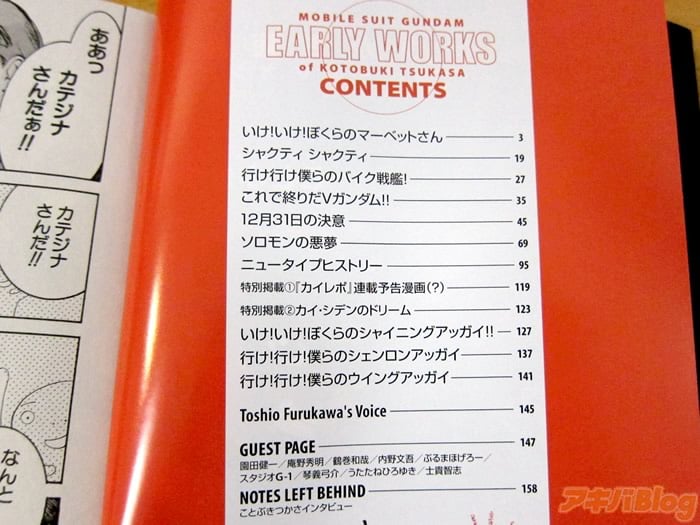 MOBILE SUIT GUNDAM
EARLY WORKS
of KOTOBUKI TSUKASA
CONTENTS
いけ!いけ!ぼくらのマーベットさん 3
シャクティ シャクティ 19
行け行け僕らのバイク戦艦! 27
これで終りだVガンダム!! 35
12月31日の決意 45
ソロモンの悪夢 69
ニュータイプヒストリー 95
特別掲載①『カイレポ』連載予告漫画(?) 119
特別掲載②カイ・シデンのドリーム 123
いけ!いけ!ぼくらのシャイニングアッガイ!! 127
行け!行け!僕らのシェンロンアッガイ 137
行け!行け!僕らのウイングアッガイ 141
Toshio Furukawa's Voice 145
GUEST PAGE 147
園田健一/庵野秀明/鶴巻和哉/内野文吾/ぶるまほげろー/
スタジオG-1/琴義弓介/うたたねひろゆき/士貴智志
NOTES LEFT BEHIND 158
ことぶきつかさインタビュー
ああっ
カテジナ
さんだぁ!!
カテジナ
さんだ!!
なんと
アキバBlog